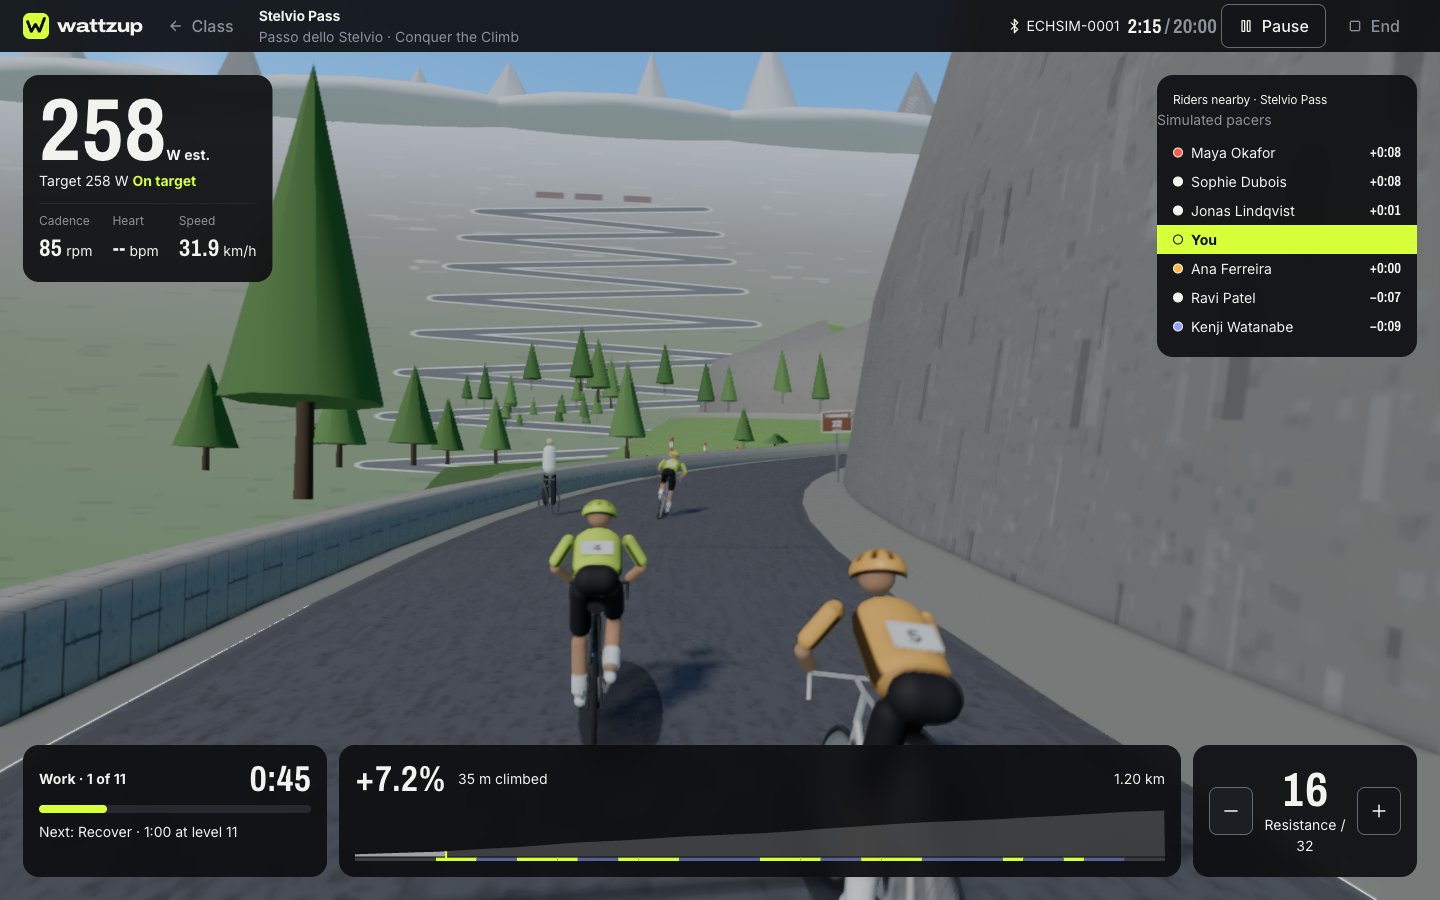 wattzup
Class
Stelvio Pass
Passo dello Stelvio · Conquer the Climb
ECHSIM-0001
2:15 / 20:00
Pause
End
258 W est.
Target 258 W On target
Cadence Heart Speed
85 rpm -- bpm 31.9 km/h
Riders nearby · Stelvio Pass
Simulated pacers
Maya Okafor +0:08
Sophie Dubois +0:08
Jonas Lindqvist +0:01
You
Ana Ferreira +0:00
Ravi Patel −0:07
Kenji Watanabe −0:09
5
Work · 1 of 11 0:45
Next: Recover · 1:00 at level 11
+7.2% 35 m climbed 1.20 km
16
Resistance /
32